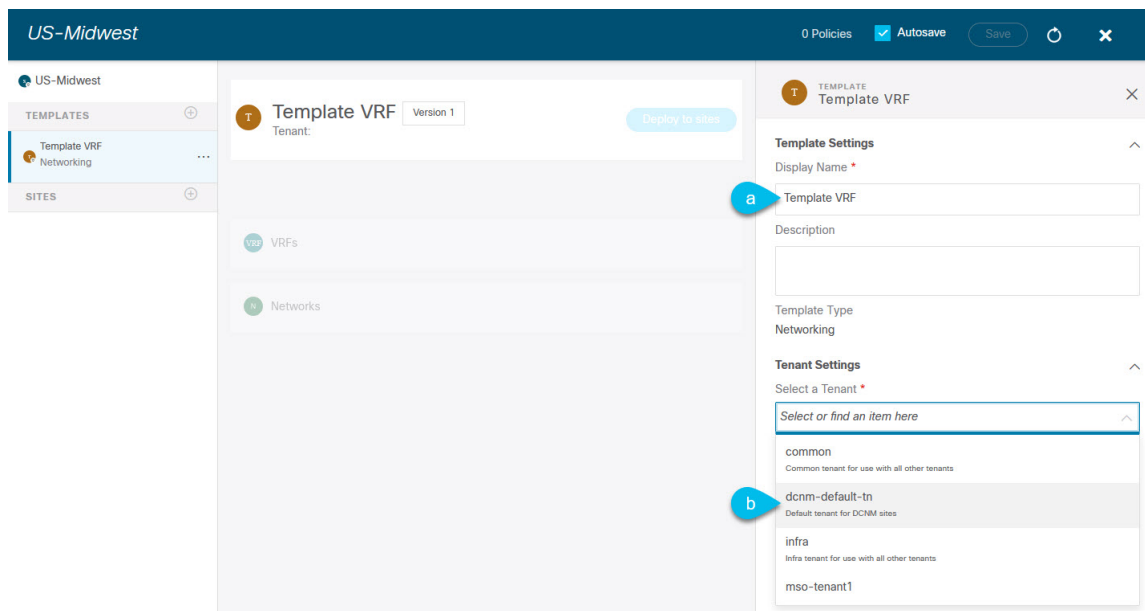 US-Midwest
0 Policies
Autosave
Save
US-Midwest
TEMPLATES
Template VRF
Networking
...
SITES
T
Template VRF
Version 1
Tenant:
Deploy to sites
VRF VRFs
N Networks
T
TEMPLATE
Template VRF
Template Settings
Display Name *
a
Template VRF
Description
Template Type
Networking
Tenant Settings
Select a Tenant *
Select or find an item here
common
Common tenant for use with all other tenants
b
dcnm-default-tn
Default tenant for DCNM sites
infra
Infra tenant for use with all other tenants
mso-tenant1